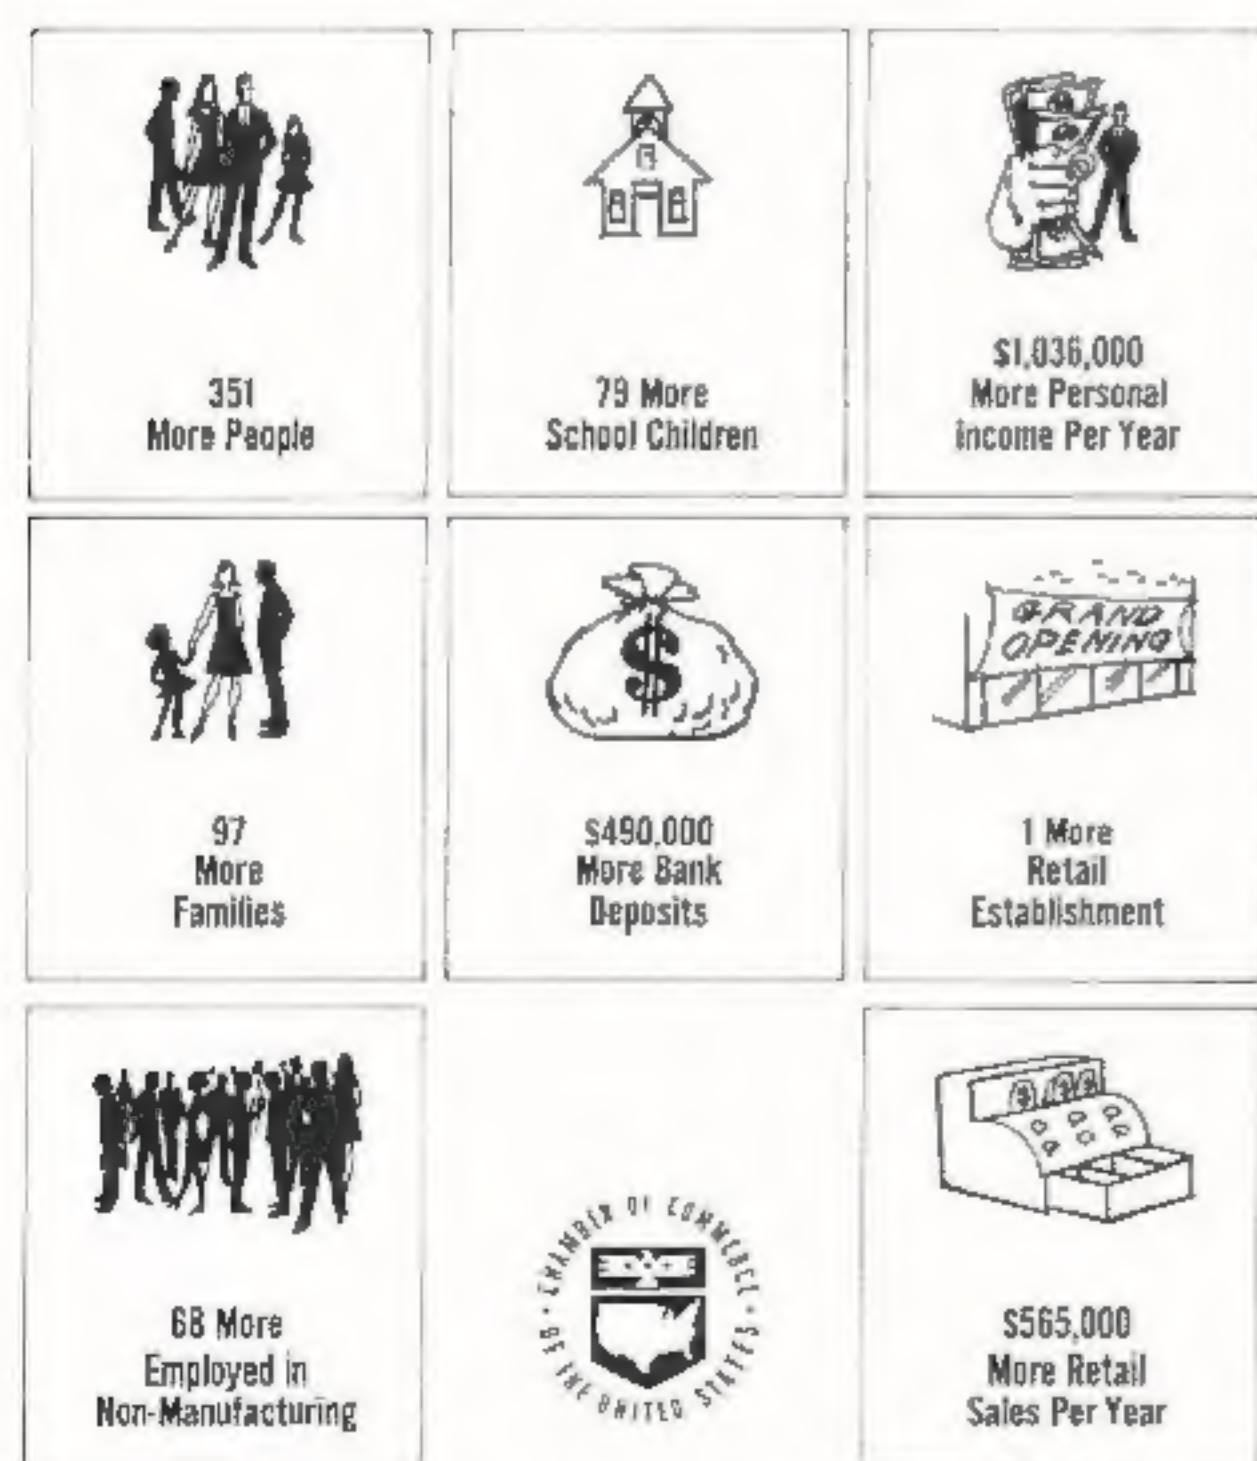 351
More People
79 More
School Children
$1,036,000
More Personal
Income Per Year
97
More
Families
$490,000
More Bank
Deposits
GRAND
OPENING
1 More
Retail
Establishment
68 More
Employed in
Non-Manufacturing
CHAMBER OF COMMERCE
• OF THE UNITED STATES •
$565,000
More Retail
Sales Per Year